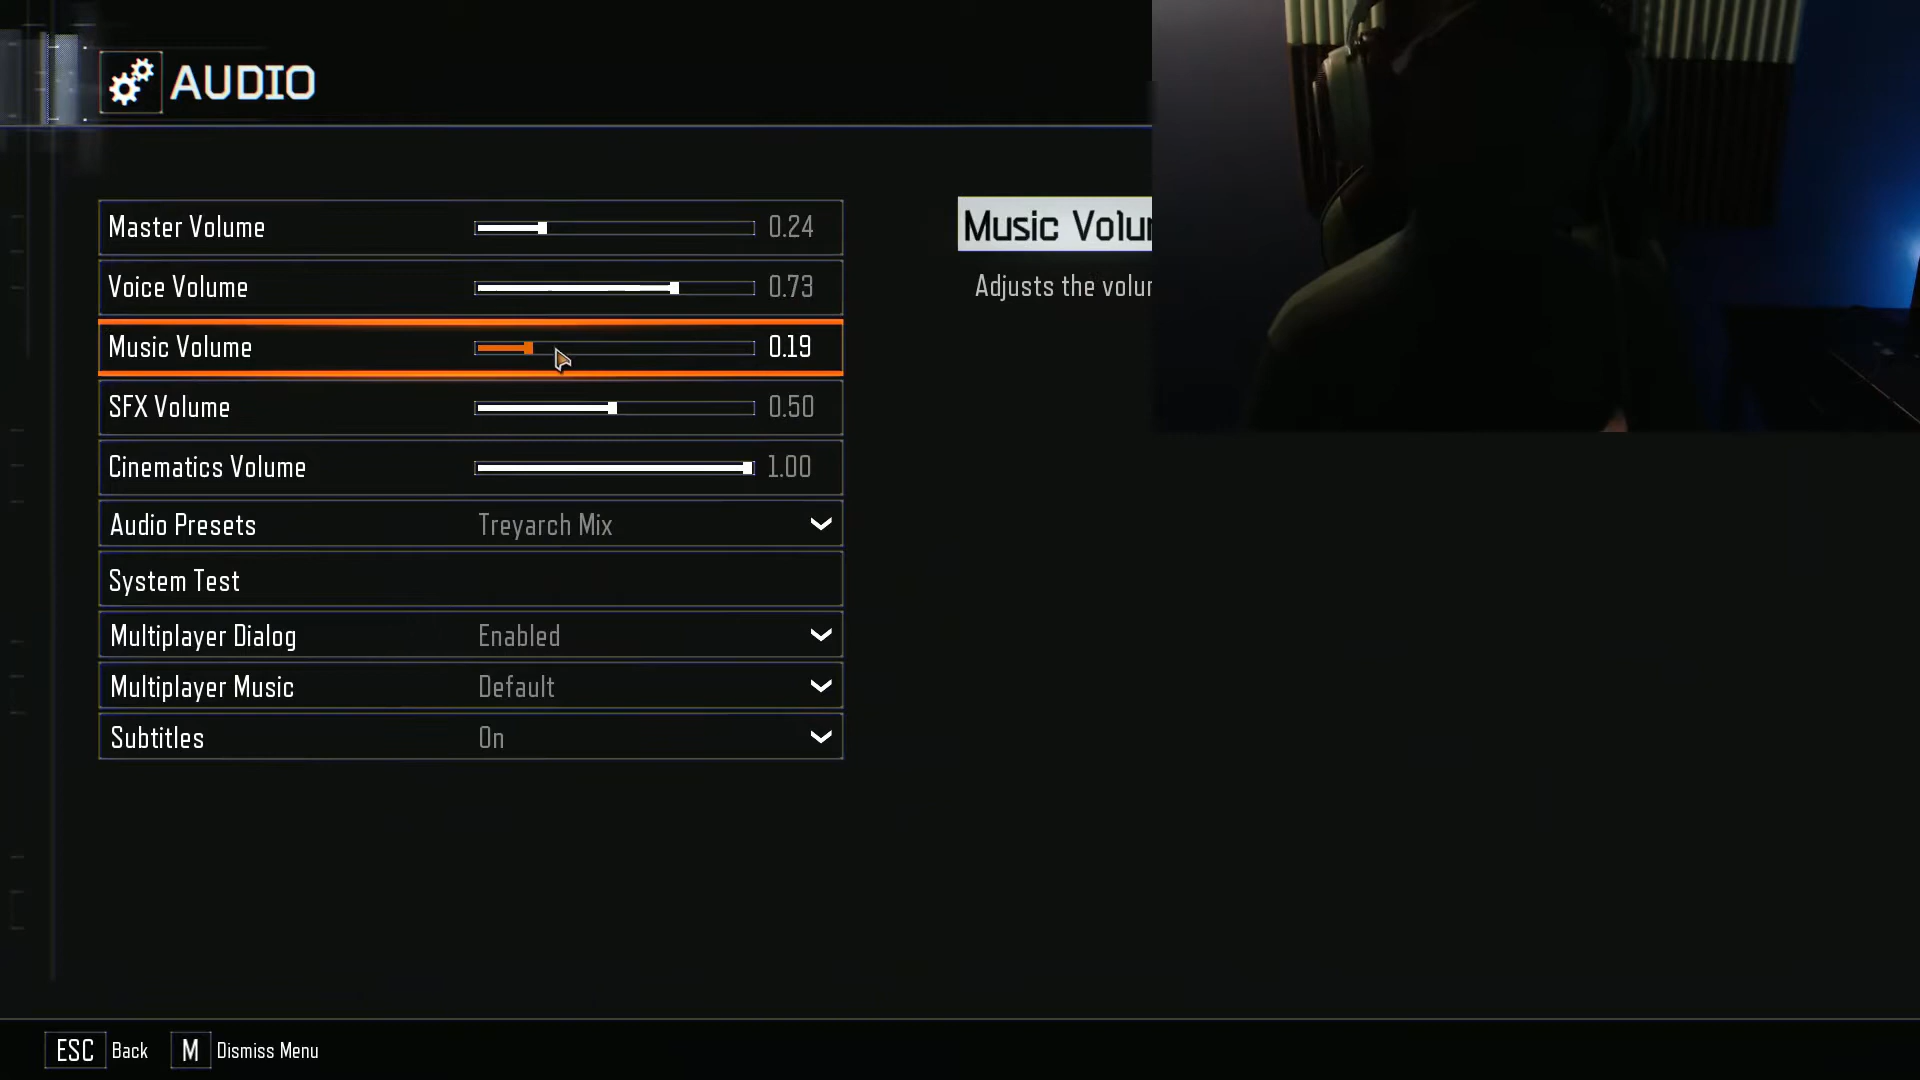 AUDIO
Master Volume 0.24
Voice Volume 0.73
Music Volume 0.19
SFX Volume 0.50
Cinematics Volume 1.00
Audio Presets Treyarch Mix
System Test
Multiplayer Dialog Enabled
Multiplayer Music Default
Subtitles On
Music
Adjusts the
ESC Back M Dismiss Menu